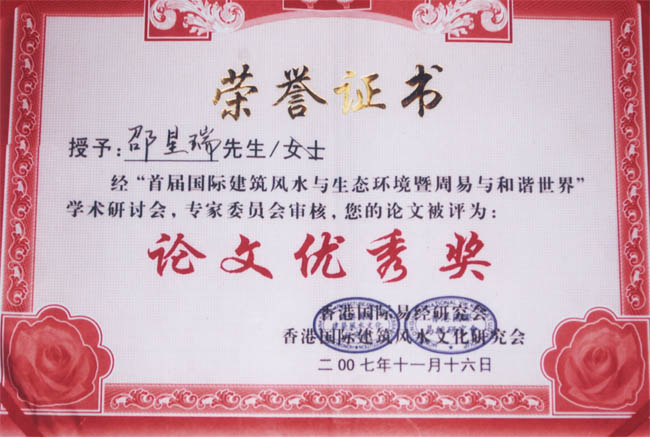 荣誉证书
授予：邵星瑞先生/女士
经“首届国际建筑风水与生态环境暨周易与和谐世界”
学术研讨会，专家委员会审核，您的论文被评为：
论文优秀奖
香港国际易经研究会
香港国际建筑风水文化研究会
二00七年十一月十六日